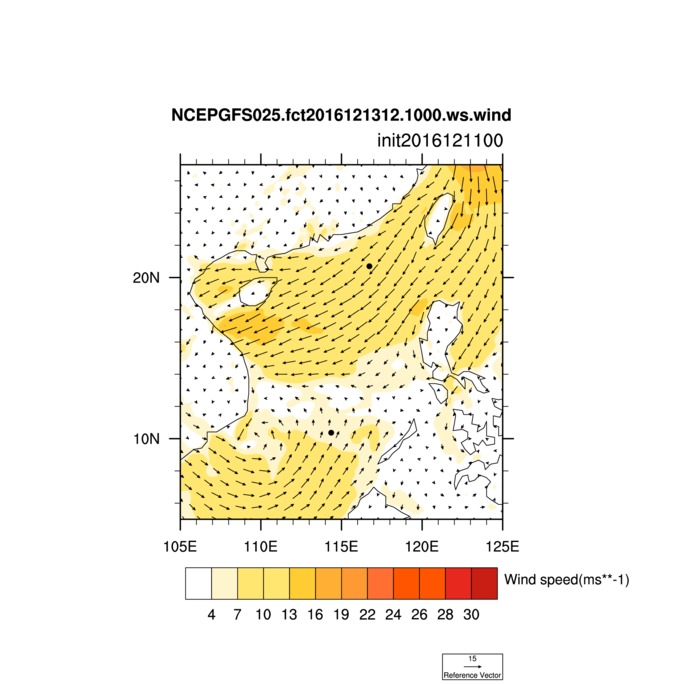 NCEPGFS025.fct2016121312.1000.ws.wind
init2016121100
20N
10N
105E 110E 115E 120E 125E
Wind speed(ms**-1)
4 7 10 13 16 19 22 24 26 28 30
15
Reference Vector